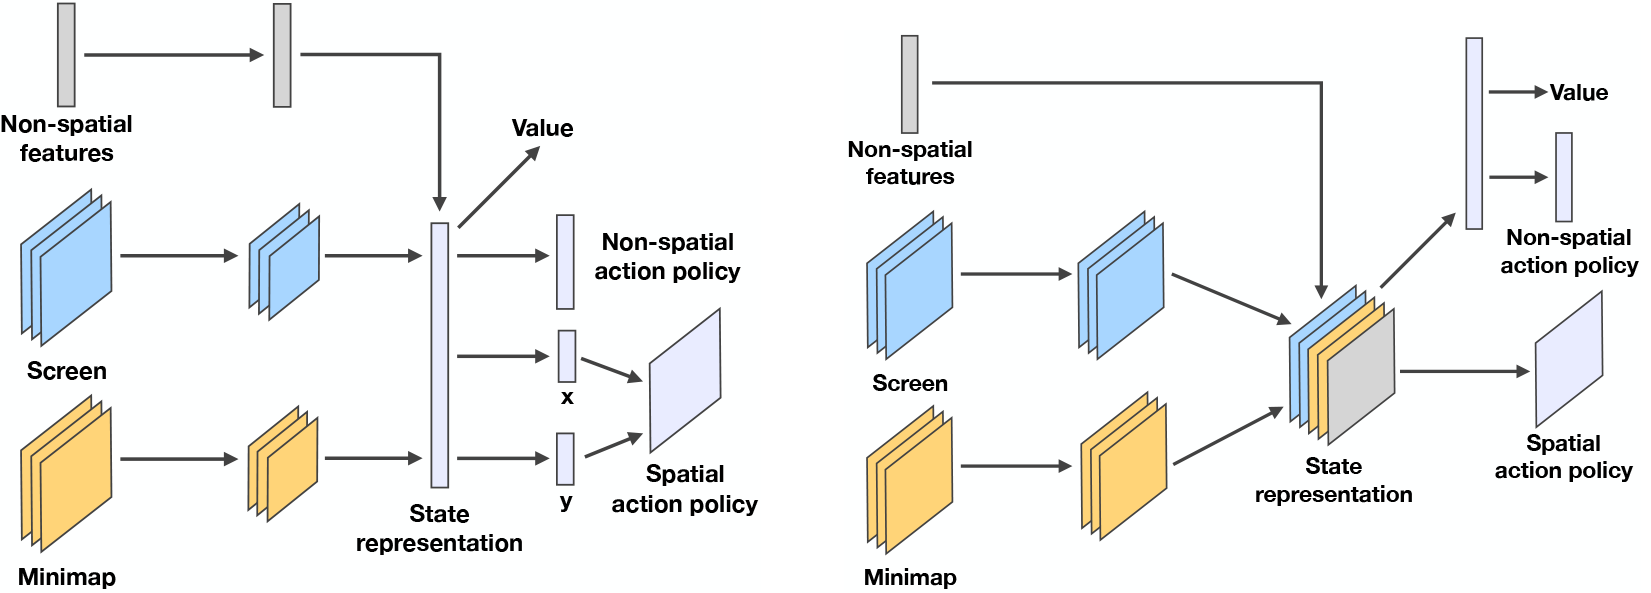 Non-spatial
features
Screen
Minimap
Value
Non-spatial
action policy
x
y
Spatial
action policy
State
representation
Non-spatial
features
Screen
Minimap
Value
Non-spatial
action policy
Spatial
action policy
State
representation